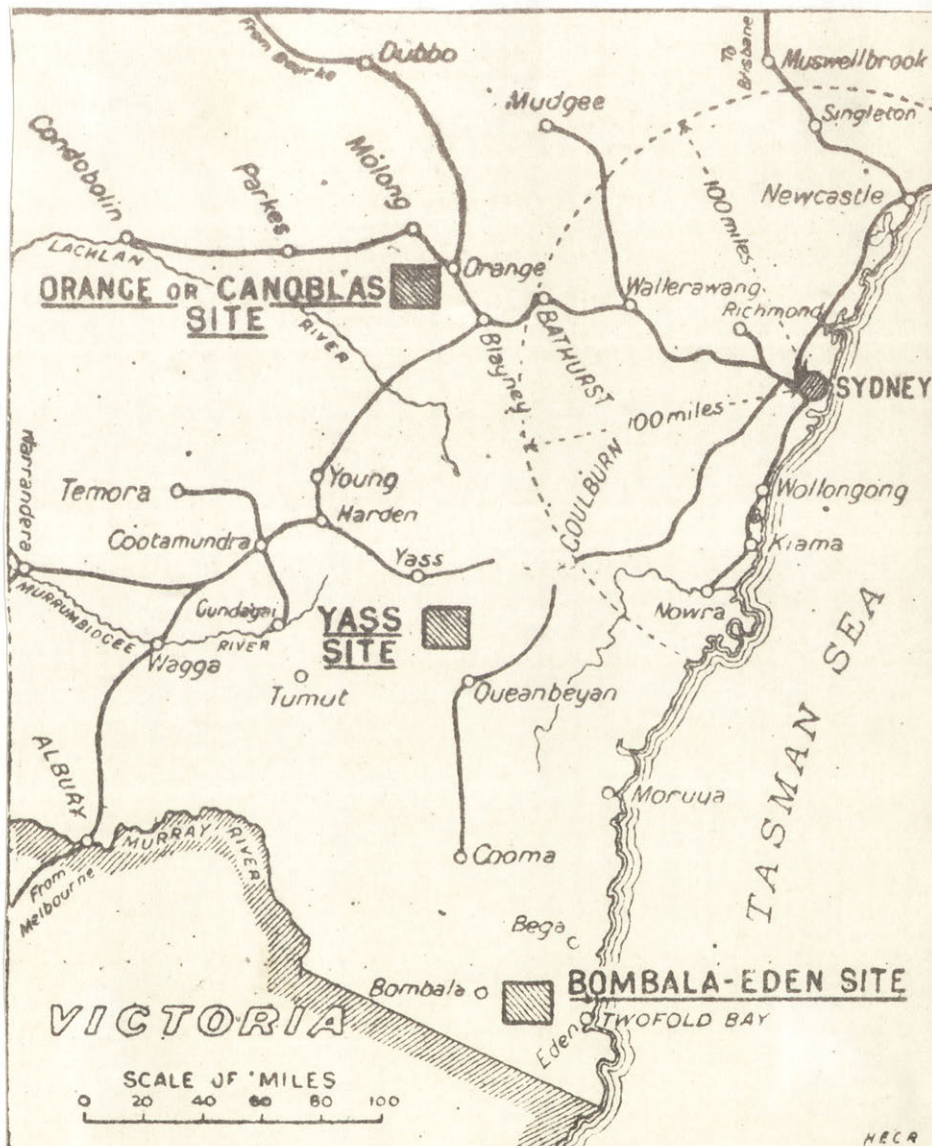 From Bourke
Dubbo
To Brisbane
Muswellbrook
Mudgee
Singleton
Condobolin
Parkes
Molong
100 miles
Newcastle
LACHLAN
RIVER
Orange
ORANGE OR CANOBLAS
SITE
Wallerawang
Richmond
Blayney
BATHURST
SYDNEY
100 miles
Narrandera
Temora
Young
GOULBURN
Wollongong
Harden
Cootamundra
Yass
Kiama
MURRUMBIDGEE
RIVER
Gundagai
YASS
SITE
Nowra
Wagga
Tumut
Queanbeyan
TASMAN SEA
ALBURY
Moruya
MURRAY RIVER
Cooma
From
Melbourne
Bega
Bombala
BOMBALA-EDEN SITE
VICTORIA
Eden
TWOFOLD BAY
SCALE OF MILES
0 20 40 60 80 100